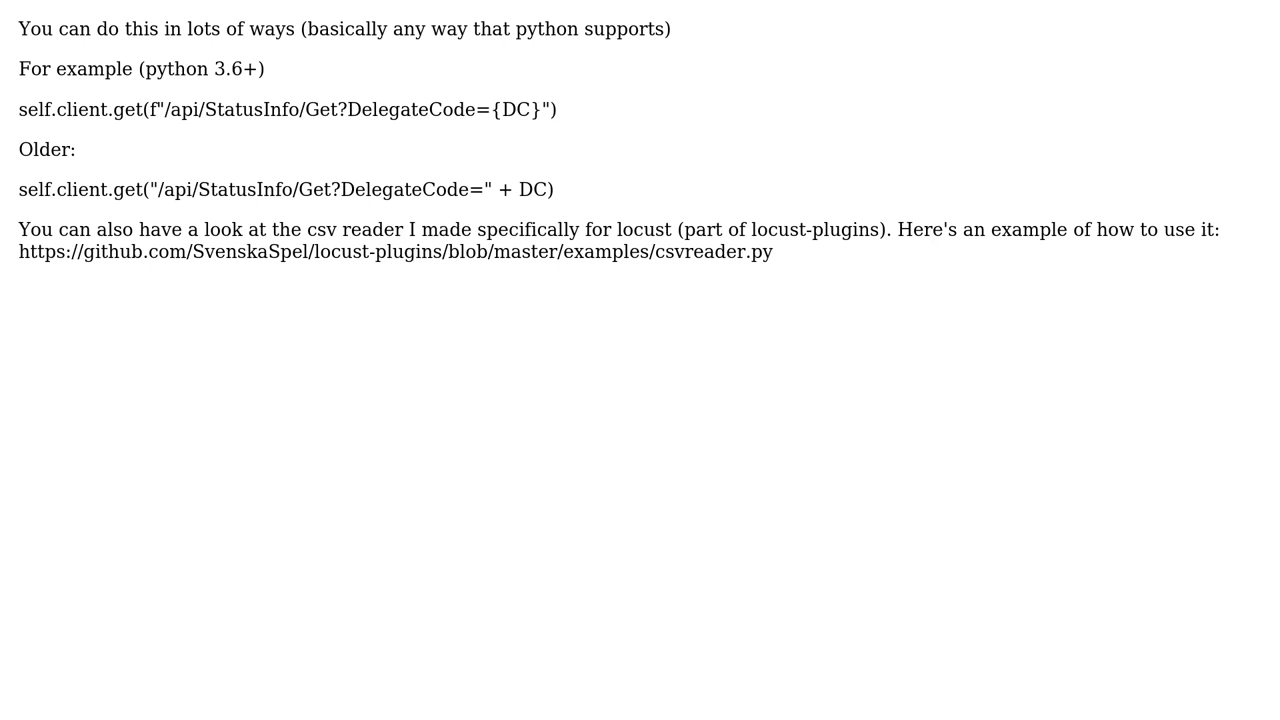 You can do this in lots of ways (basically any way that python supports)
For example (python 3.6+)
self.client.get(f"/api/StatusInfo/Get?DelegateCode={DC}")
Older:
self.client.get("/api/StatusInfo/Get?DelegateCode=" + DC)
You can also have a look at the csv reader I made specifically for locust (part of locust-plugins). Here's an example of how to use it:
https://github.com/SvenskaSpel/locust-plugins/blob/master/examples/csvreader.py